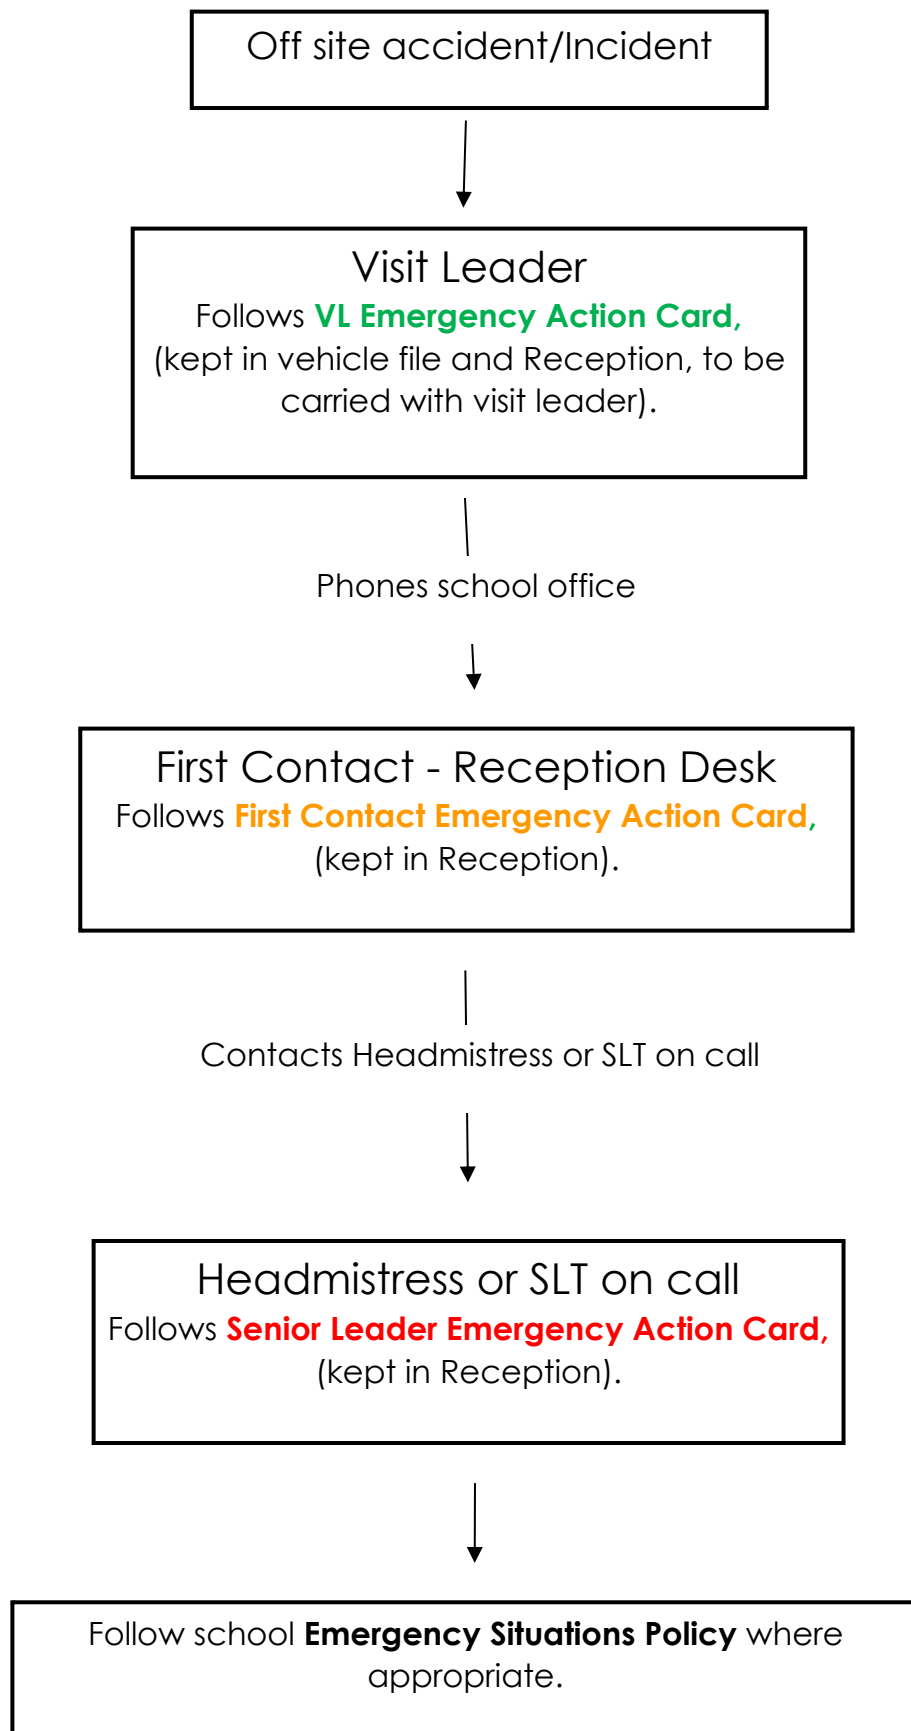 Off site accident/Incident
Visit Leader
Follows VL Emergency Action Card,
(kept in vehicle file and Reception, to be
carried with visit leader).
Phones school office
First Contact - Reception Desk
Follows First Contact Emergency Action Card,
(kept in Reception).
Contacts Headmistress or SLT on call
Headmistress or SLT on call
Follows Senior Leader Emergency Action Card,
(kept in Reception).
Follow school Emergency Situations Policy where
appropriate.